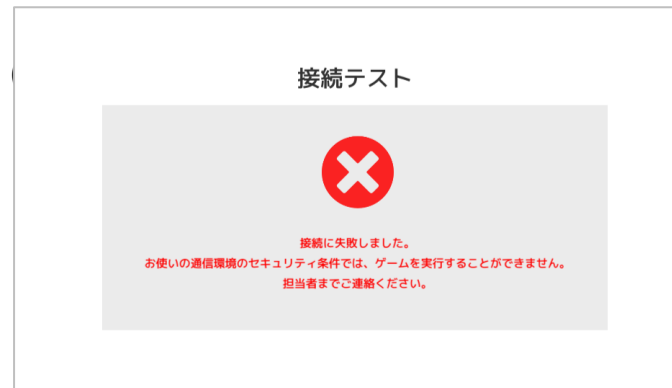 接続テスト
接続に失敗しました。
お使いの通信環境のセキュリティ条件では、ゲームを実行することができません。
担当者までご連絡ください。